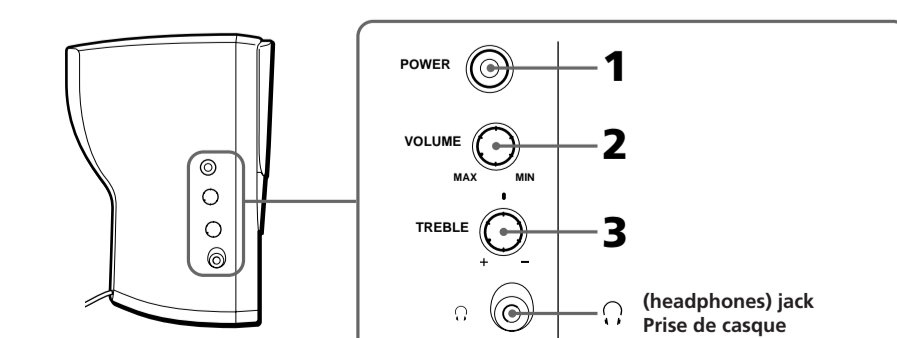 POWER
1
VOLUME
2
MAX MIN
TREBLE
3
+ −
(headphones) jack
Prise de casque